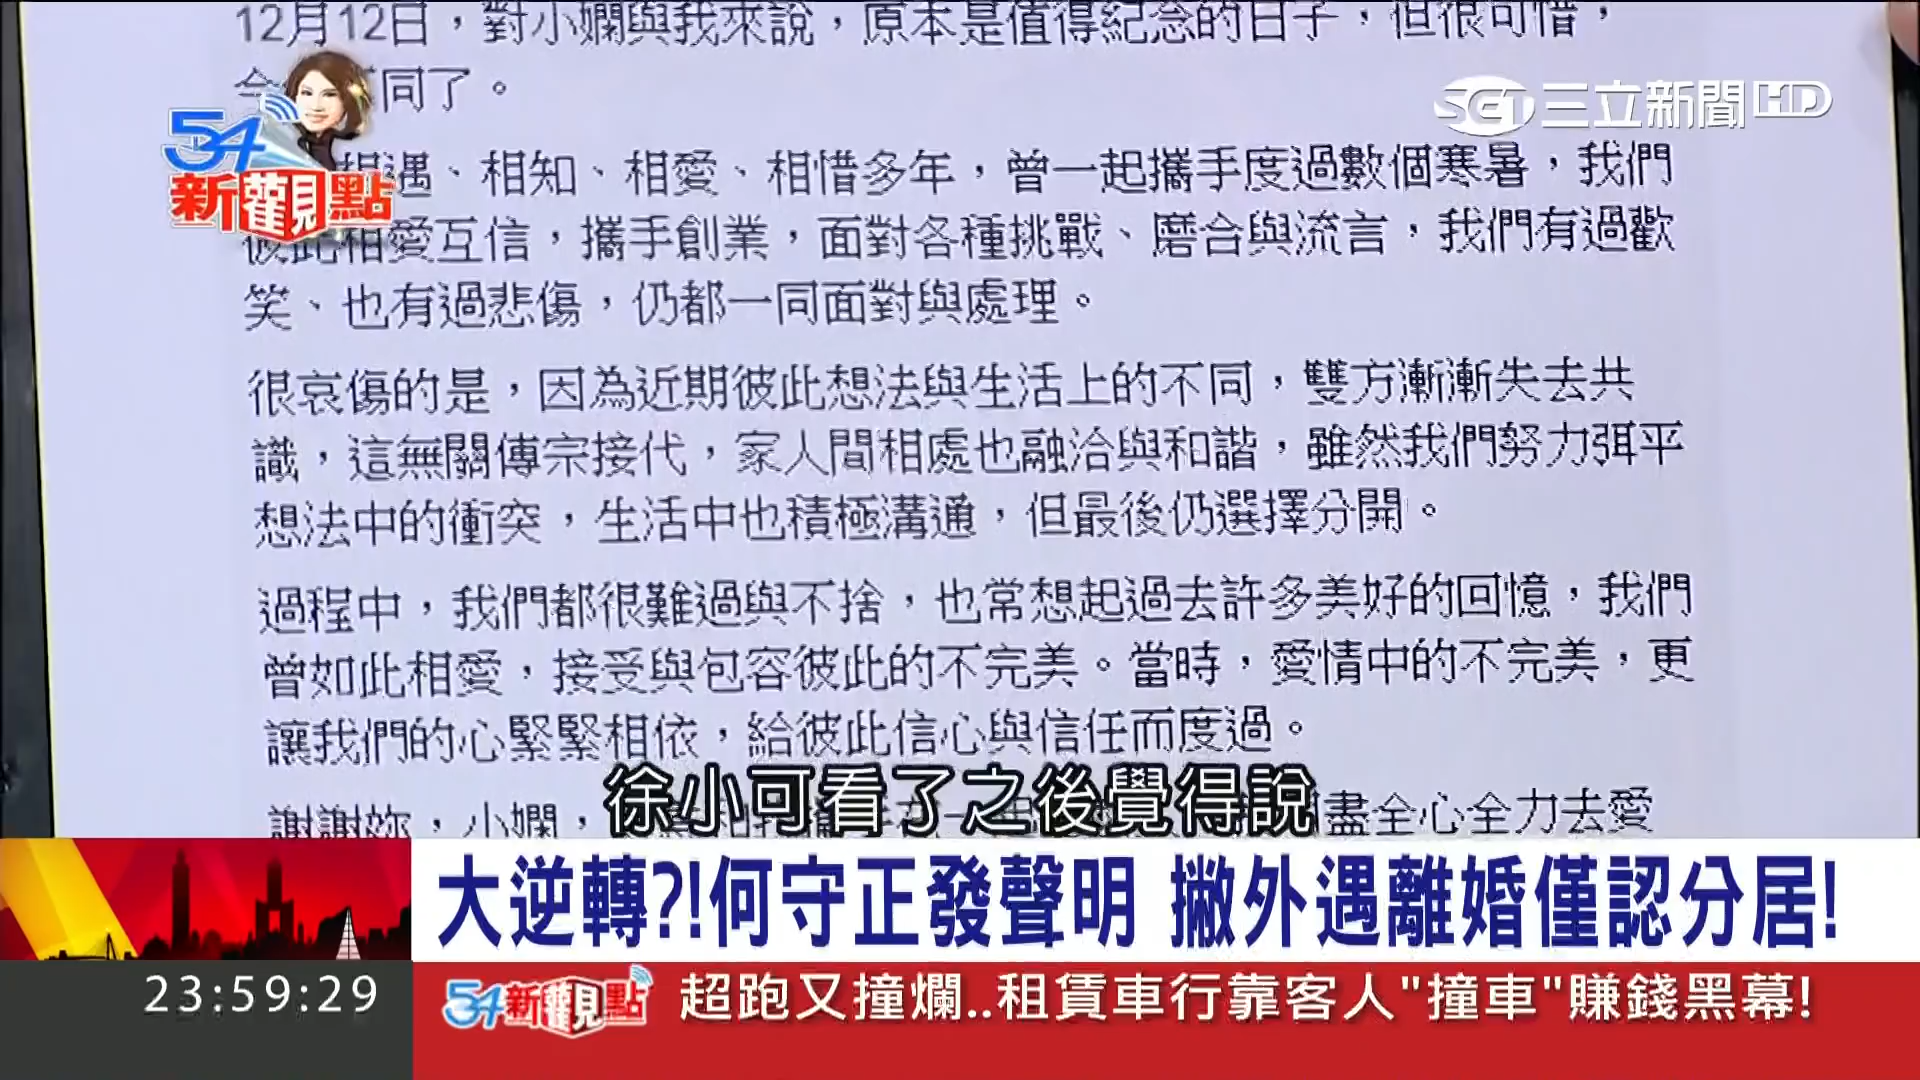 12月12日，對小嫻與我來說，原本是值得紀念的日子，但很可惜，
同了。
54新觀點
SET三立新聞HD
相遇、相知、相愛、相惜多年，曾一起攜手度過數個寒暑，我們
彼此相愛互信，攜手創業，面對各種挑戰、磨合與流言，我們有過歡
笑、也有過悲傷，仍都一同面對與處理。
很哀傷的是，因為近期彼此想法與生活上的不同，雙方漸漸失去共
識，這無關傳宗接代，家人間相處也融洽與和諧，雖然我們努力弭平
想法中的衝突，生活中也積極溝通，但最後仍選擇分開。
過程中，我們都很難過與不捨，也常想起過去許多美好的回憶，我們
曾如此相愛，接受與包容彼此的不完美。當時，愛情中的不完美，更
讓我們的心緊緊相依，給彼此信心與信任而度過。
謝謝妳，小嫻，
盡全心全力去愛
徐小可看了之後覺得說
大逆轉?!何守正發聲明 撇外遇離婚僅認分居!
23:59:29
54新觀點 超跑又撞爛..租賃車行靠客人"撞車"賺錢黑幕!